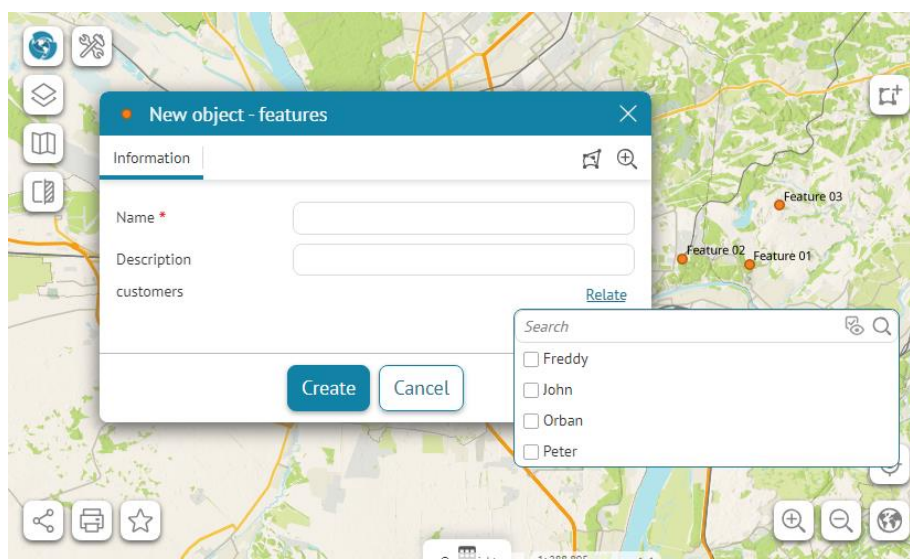 New object - features
Information
Name *
Description
customers
Relate
Search
Freddy
John
Orban
Peter
Create
Cancel
Feature 03
Feature 02
Feature 01